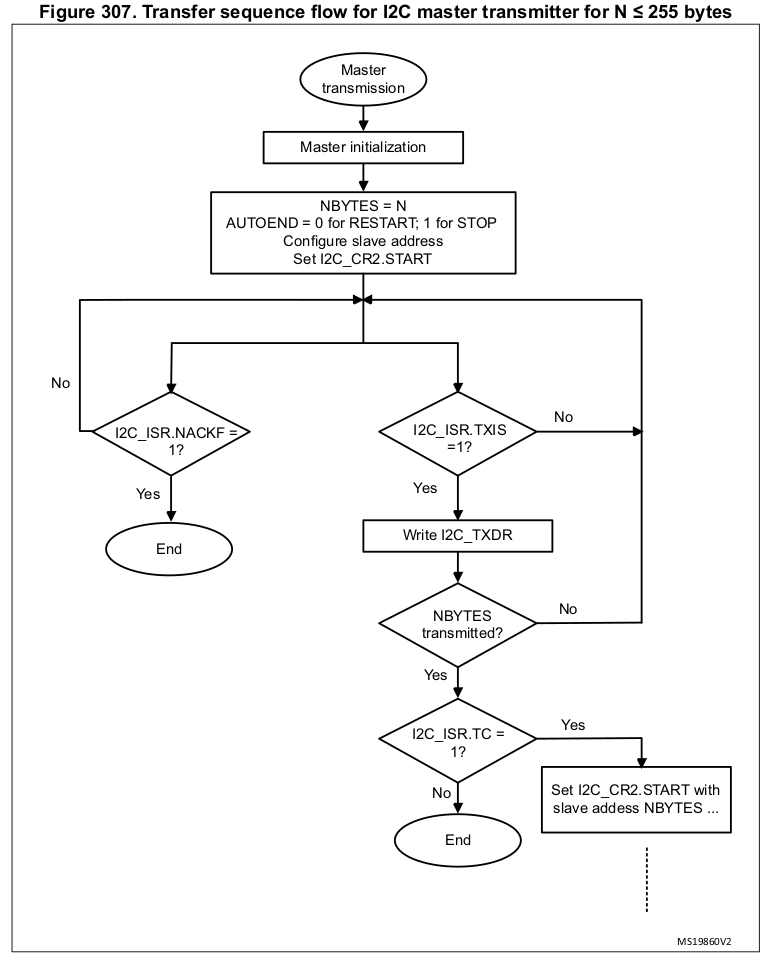 Figure 307. Transfer sequence flow for I2C master transmitter for N ≤ 255 bytes
Master
transmission
Master initialization
NBYTES = N
AUTOEND = 0 for RESTART; 1 for STOP
Configure slave address
Set I2C_CR2.START
No
I2C_ISR.NACKF =
1?
Yes
End
I2C_ISR.TXIS
=1?
No
Yes
Write I2C_TXDR
NBYTES
transmitted?
No
Yes
I2C_ISR.TC =
1?
Yes
Set I2C_CR2.START with
slave addess NBYTES ...
No
End
MS19860V2